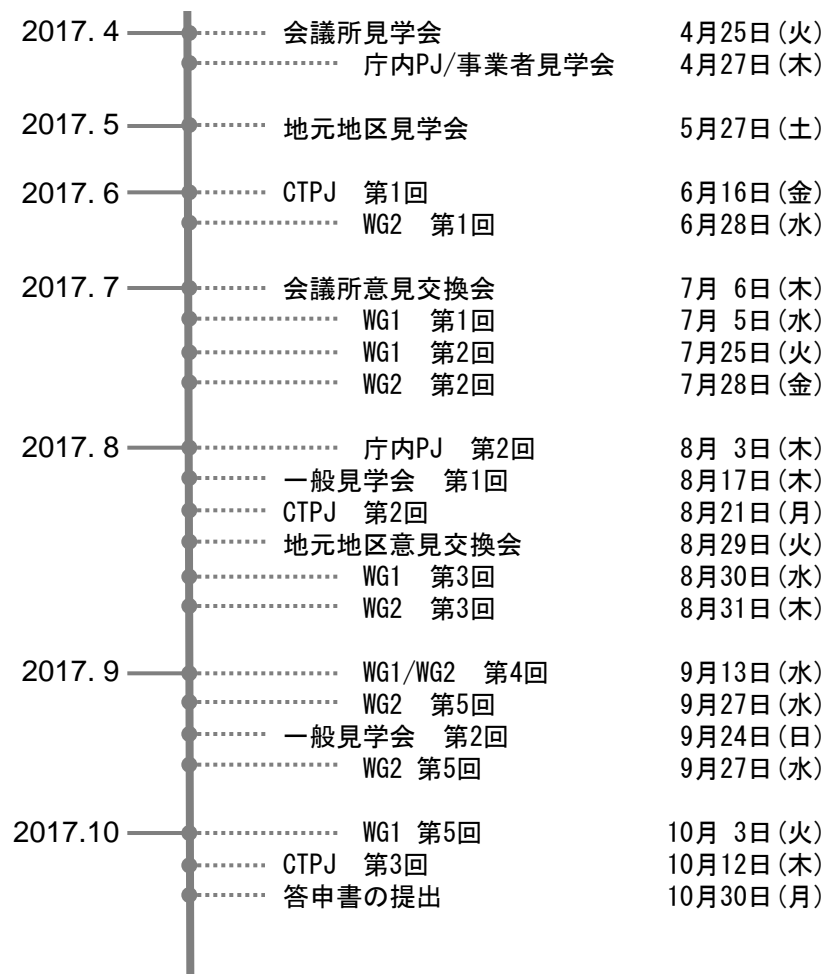 2017. 4 会議所見学会 4月25日(火)
庁内PJ/事業者見学会 4月27日(木)
2017. 5 地元地区見学会 5月27日(土)
2017. 6 CTPJ 第1回 6月16日(金)
WG2 第1回 6月28日(水)
2017. 7 会議所意見交換会 7月 6日(木)
WG1 第1回 7月 5日(水)
WG1 第2回 7月25日(火)
WG2 第2回 7月28日(金)
2017. 8 庁内PJ 第2回 8月 3日(木)
一般見学会 第1回 8月17日(木)
CTPJ 第2回 8月21日(月)
地元地区意見交換会 8月29日(火)
WG1 第3回 8月30日(水)
WG2 第3回 8月31日(木)
2017. 9 WG1/WG2 第4回 9月13日(水)
WG2 第5回 9月27日(水)
一般見学会 第2回 9月24日(日)
WG2 第5回 9月27日(水)
2017.10 WG1 第5回 10月 3日(火)
CTPJ 第3回 10月12日(木)
答申書の提出 10月30日(月)